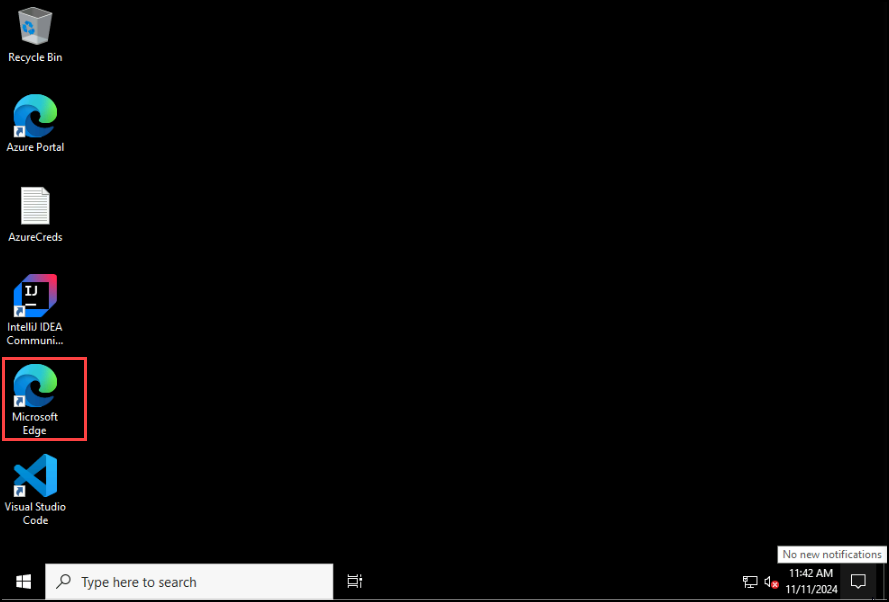 Recycle Bin
Azure Portal
AzureCreds
IJ
IntelliJ IDEA
Communi...
Microsoft
Edge
Visual Studio
Code
No new notifications
Type here to search
11:42 AM
11/11/2024